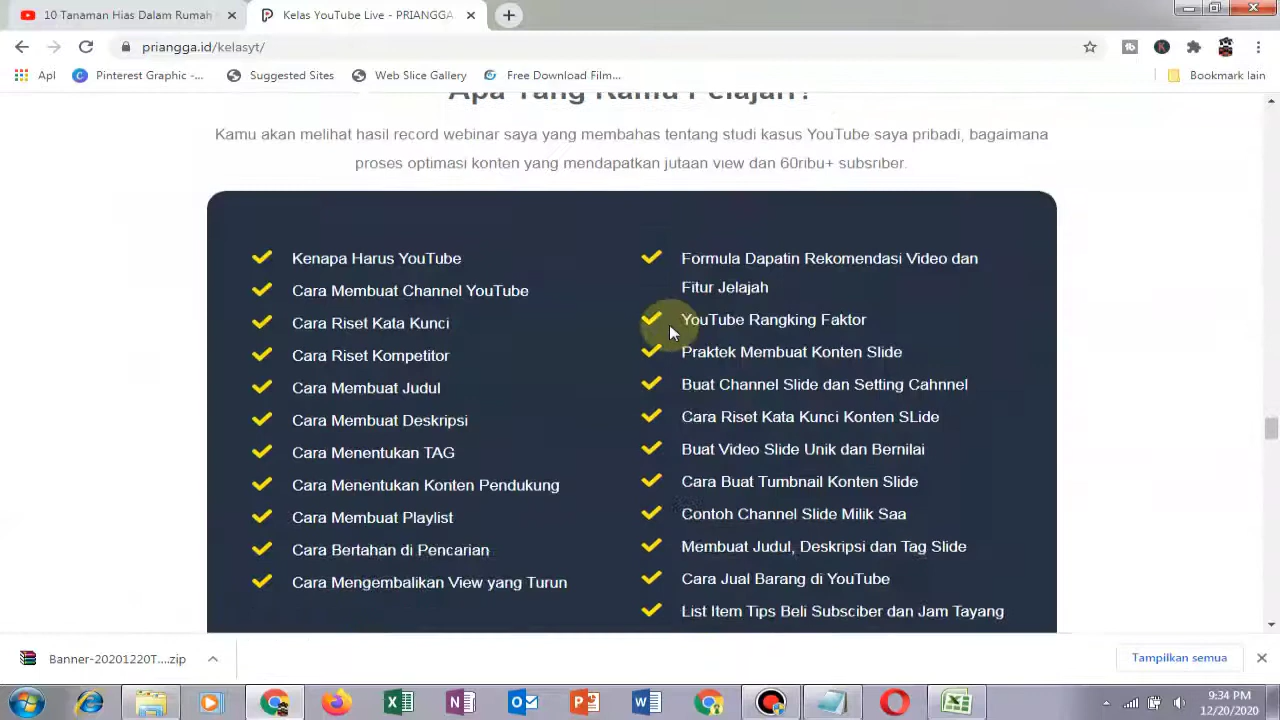 10 Tanaman Hias Dalam Rumah
Kelas YouTube Live - PRIANGGA
priangga.id/kelasyt/
Apl
Pinterest Graphic -...
Suggested Sites
Web Slice Gallery
Free Download Film...
Bookmark lain
Apa Yang Kamu Pelajari?
Kamu akan melihat hasil record webinar saya yang membahas tentang studi kasus YouTube saya pribadi, bagaimana
proses optimasi konten yang mendapatkan jutaan view dan 60ribu+ subsriber.
Kenapa Harus YouTube
Cara Membuat Channel YouTube
Cara Riset Kata Kunci
Cara Riset Kompetitor
Cara Membuat Judul
Cara Membuat Deskripsi
Cara Menentukan TAG
Cara Menentukan Konten Pendukung
Cara Membuat Playlist
Cara Bertahan di Pencarian
Cara Mengembalikan View yang Turun
Formula Dapatin Rekomendasi Video dan
Fitur Jelajah
YouTube Rangking Faktor
Praktek Membuat Konten Slide
Buat Channel Slide dan Setting Cahnnel
Cara Riset Kata Kunci Konten SLide
Buat Video Slide Unik dan Bernilai
Cara Buat Tumbnail Konten Slide
Contoh Channel Slide Milik Saa
Membuat Judul, Deskripsi dan Tag Slide
Cara Jual Barang di YouTube
List Item Tips Beli Subsciber dan Jam Tayang
Banner-20201220T....zip
Tampilkan semua
9:34 PM
12/20/2020